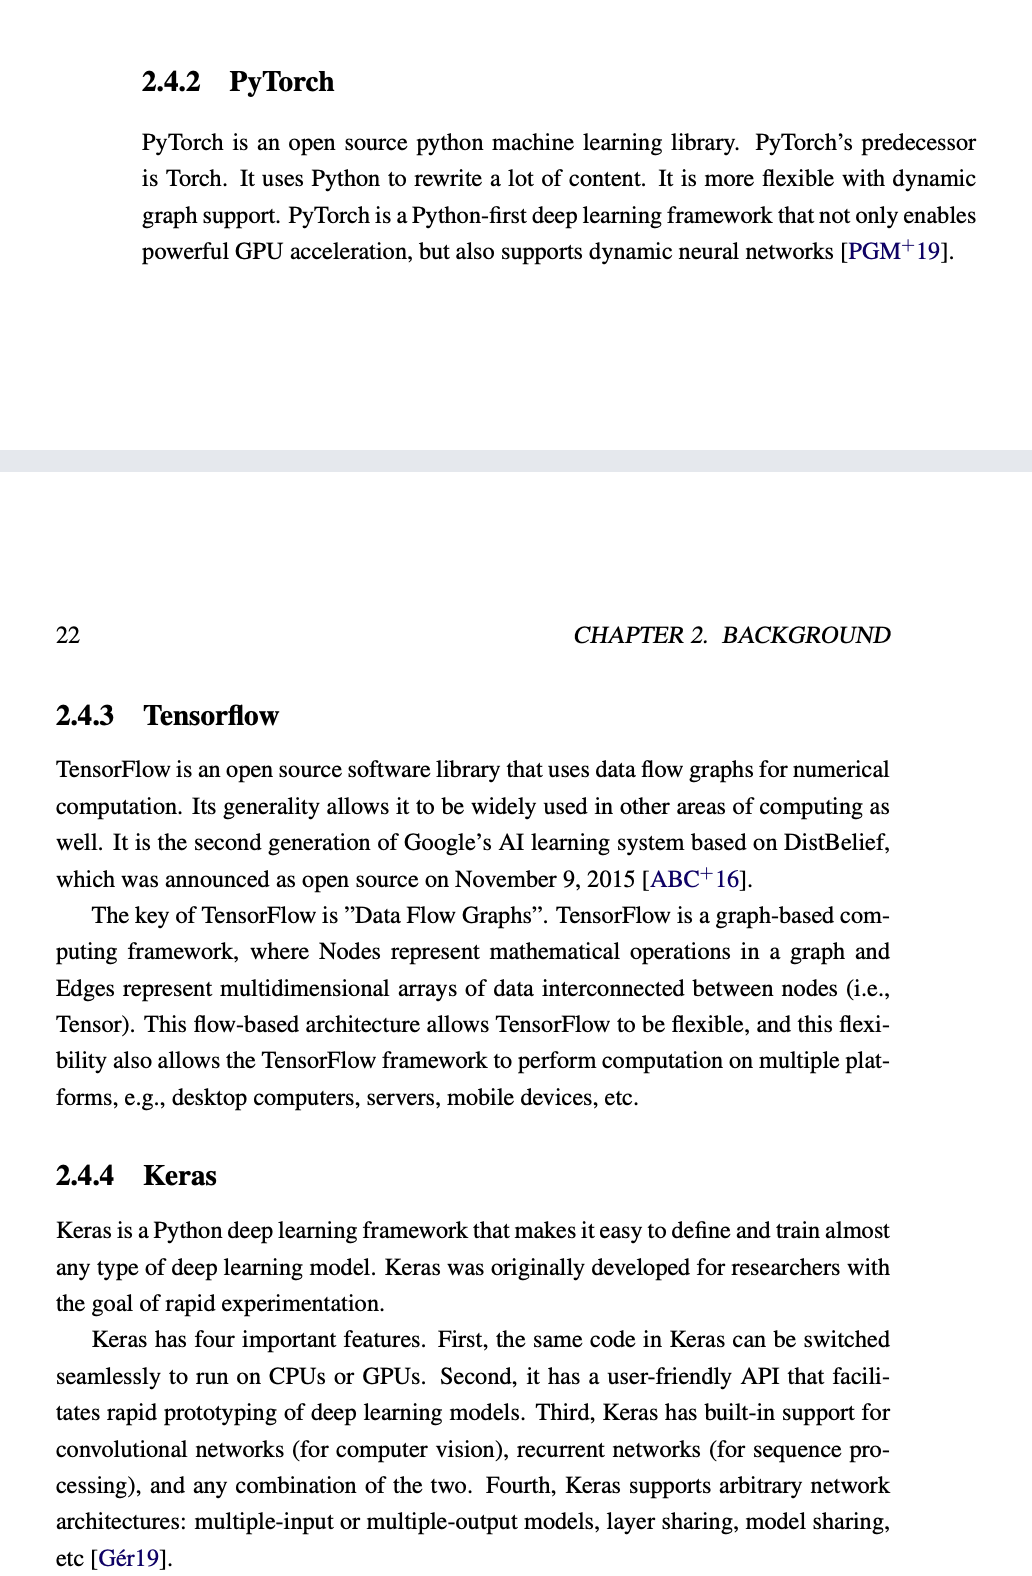 2.4.2 PyTorch
PyTorch is an open source python machine learning library. PyTorch’s predecessor
is Torch. It uses Python to rewrite a lot of content. It is more flexible with dynamic
graph support. PyTorch is a Python-first deep learning framework that not only enables
powerful GPU acceleration, but also supports dynamic neural networks [PGM+19].
22 CHAPTER 2. BACKGROUND
2.4.3 Tensorflow
TensorFlow is an open source software library that uses data flow graphs for numerical
computation. Its generality allows it to be widely used in other areas of computing as
well. It is the second generation of Google’s AI learning system based on DistBelief,
which was announced as open source on November 9, 2015 [ABC+16].
The key of TensorFlow is ”Data Flow Graphs”. TensorFlow is a graph-based com-
puting framework, where Nodes represent mathematical operations in a graph and
Edges represent multidimensional arrays of data interconnected between nodes (i.e.,
Tensor). This flow-based architecture allows TensorFlow to be flexible, and this flexi-
bility also allows the TensorFlow framework to perform computation on multiple plat-
forms, e.g., desktop computers, servers, mobile devices, etc.
2.4.4 Keras
Keras is a Python deep learning framework that makes it easy to define and train almost
any type of deep learning model. Keras was originally developed for researchers with
the goal of rapid experimentation.
Keras has four important features. First, the same code in Keras can be switched
seamlessly to run on CPUs or GPUs. Second, it has a user-friendly API that facili-
tates rapid prototyping of deep learning models. Third, Keras has built-in support for
convolutional networks (for computer vision), recurrent networks (for sequence pro-
cessing), and any combination of the two. Fourth, Keras supports arbitrary network
architectures: multiple-input or multiple-output models, layer sharing, model sharing,
etc [Gér19].